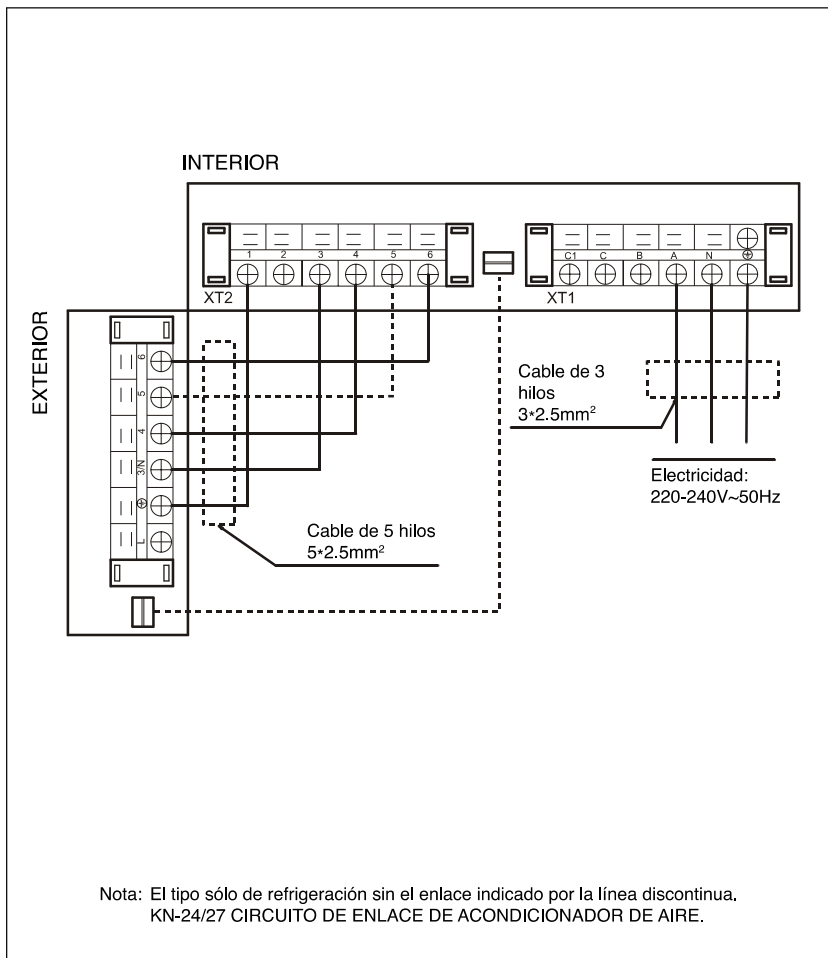 INTERIOR
1 2 3 4 5 6
C1 C B A N
XT2
XT1
EXTERIOR
6
5
4
3/N
L
Cable de 3
hilos
3*2.5mm²
Electricidad:
220-240V~50Hz
Cable de 5 hilos
5*2.5mm²
Nota: El tipo sólo de refrigeración sin el enlace indicado por la línea discontinua.
KN-24/27 CIRCUITO DE ENLACE DE ACONDICIONADOR DE AIRE.